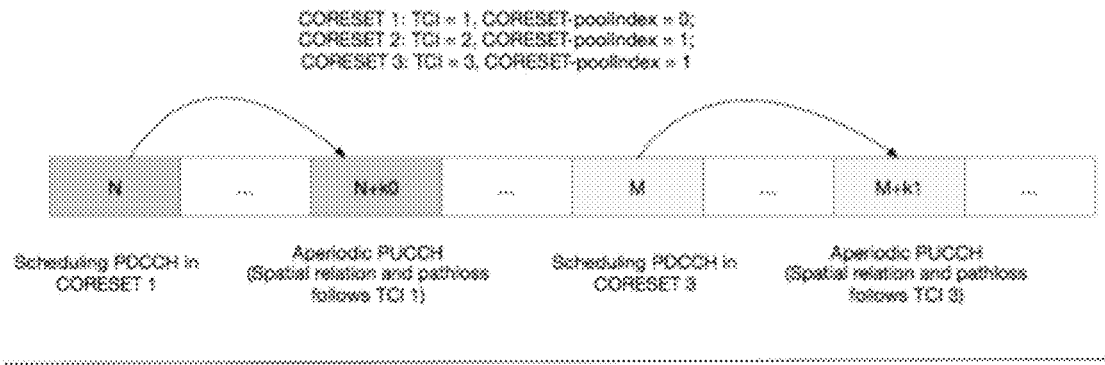 CORESET 1: TCI = 1, CORESET-poolIndex = 0;
CORESET 2: TCI = 2, CORESET-poolIndex = 1;
CORESET 3: TCI = 3, CORESET-poolIndex = 1
N
...
N+k0
...
M
...
M+k1
...
Scheduling PDCCH in
CORESET 1
Aperiodic PUCCH
(Spatial relation and pathloss
follows TCI 1)
Scheduling PDCCH in
CORESET 3
Aperiodic PUCCH
(Spatial relation and pathloss
follows TCI 3)